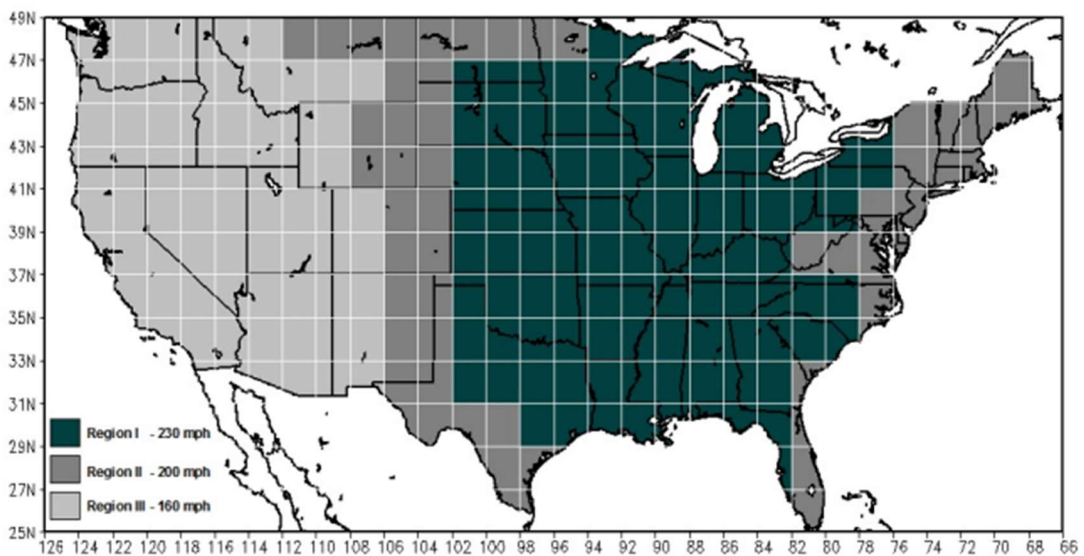 49N
47N
45N
43N
41N
39N
37N
35N
33N
31N
29N
27N
25N
Region I - 230 mph
Region II - 200 mph
Region III - 160 mph
126 124 122 120 118 116 114 112 110 108 106 104 102 100 98 96 94 92 90 88 86 84 82 80 78 76 74 72 70 68 66